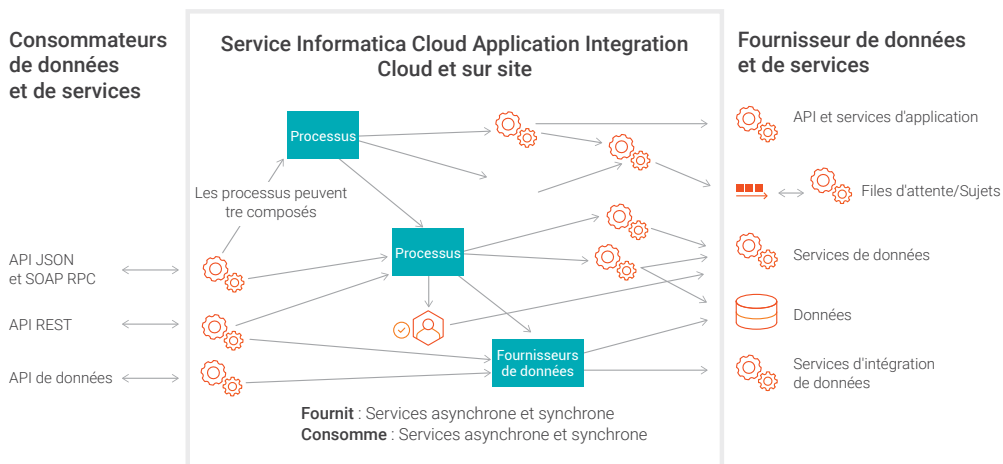 Consommateurs
de données
et de services
API JSON
et SOAP RPC
API REST
API de données
Service Informatica Cloud Application Integration
Cloud et sur site
Processus
Les processus peuvent
tre composés
Processus
Fournisseurs
de données
Fournit : Services asynchrone et synchrone
Consomme : Services asynchrone et synchrone
Fournisseur de données
et de services
API et services d'application
Files d'attente/Sujets
Services de données
Données
Services d'intégration
de données